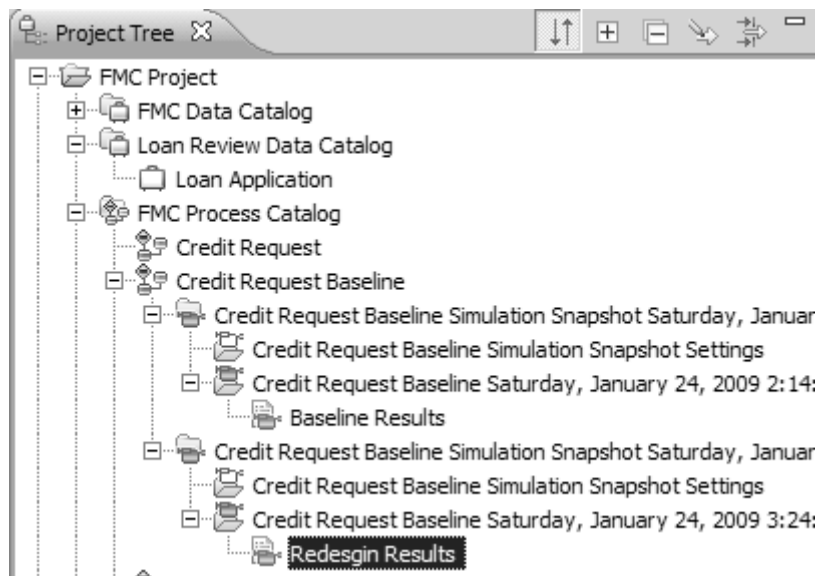 Project Tree
FMC Project
FMC Data Catalog
Loan Review Data Catalog
Loan Application
FMC Process Catalog
Credit Request
Credit Request Baseline
Credit Request Baseline Simulation Snapshot Saturday, Januar
Credit Request Baseline Simulation Snapshot Settings
Credit Request Baseline Saturday, January 24, 2009 2:14:
Baseline Results
Credit Request Baseline Simulation Snapshot Saturday, Januar
Credit Request Baseline Simulation Snapshot Settings
Credit Request Baseline Saturday, January 24, 2009 3:24:
Redesgin Results